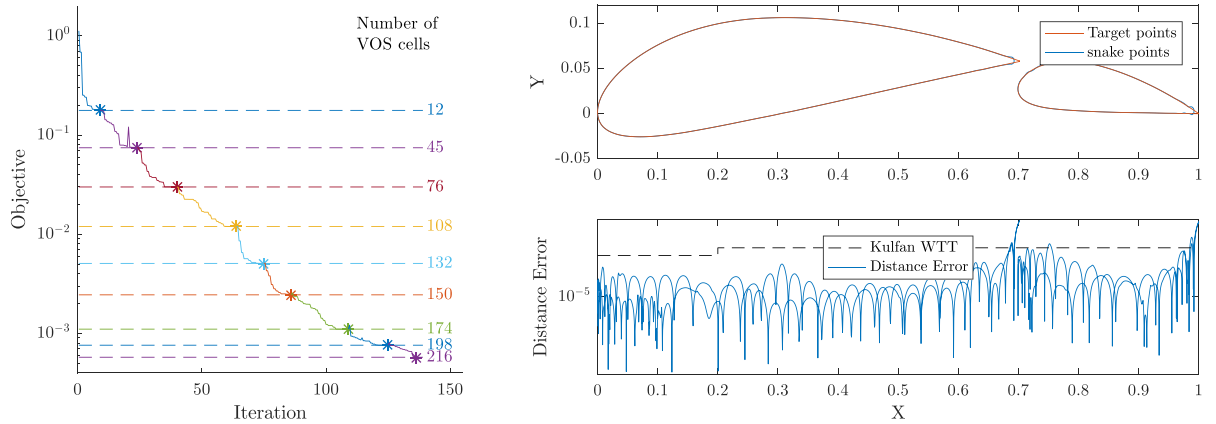 Number of
VOS cells
10^0
10^-1
10^-2
10^-3
12
45
76
108
132
150
174
198
216
0
50
100
150
Objective
Iteration
0.1
0.05
0
-0.05
Y
Target points
snake points
0 0.1 0.2 0.3 0.4 0.5 0.6 0.7 0.8 0.9 1
Distance Error
10^-5
Kulfan WTT
Distance Error
0 0.1 0.2 0.3 0.4 0.5 0.6 0.7 0.8 0.9 1
X